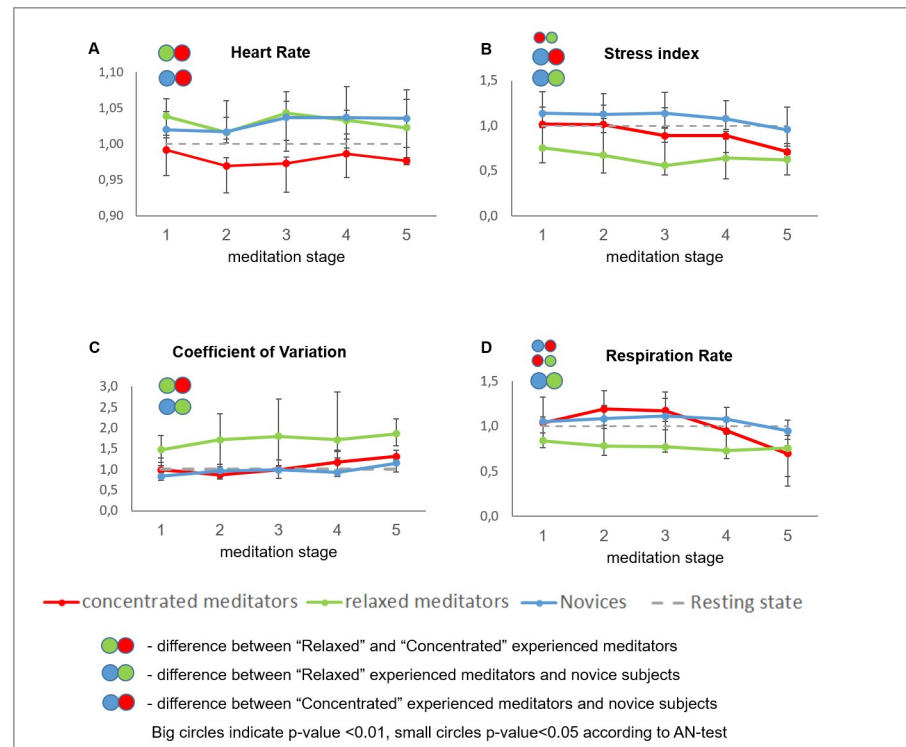 A
Heart Rate
1,10
1,05
1,00
0,95
0,90
1 2 3 4 5
meditation stage
B
Stress index
1,5
1,0
0,5
0,0
1 2 3 4 5
meditation stage
C
Coefficient of Variation
3,0
2,5
2,0
1,5
1,0
0,5
0,0
1 2 3 4 5
meditation stage
D
Respiration Rate
1,5
1,0
0,5
0,0
1 2 3 4 5
meditation stage
concentrated meditators relaxed meditators Novices Resting state
- difference between “Relaxed” and “Concentrated” experienced meditators
- difference between “Relaxed” experienced meditators and novice subjects
- difference between “Concentrated” experienced meditators and novice subjects
Big circles indicate p-value <0.01, small circles p-value<0.05 according to AN-test